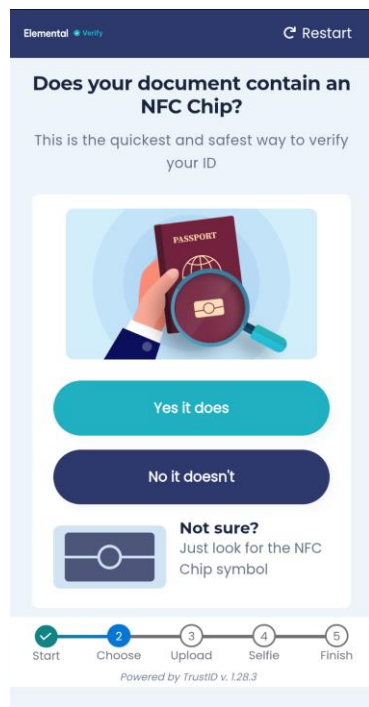 Elemental Verify
Restart
Does your document contain an
NFC Chip?
This is the quickest and safest way to verify
your ID
PASSPORT
Yes it does
No it doesn't
Not sure?
Just look for the NFC
Chip symbol
2
3
4
5
Start
Choose
Upload
Selfie
Finish
Powered by TrustID v. 1.28.3